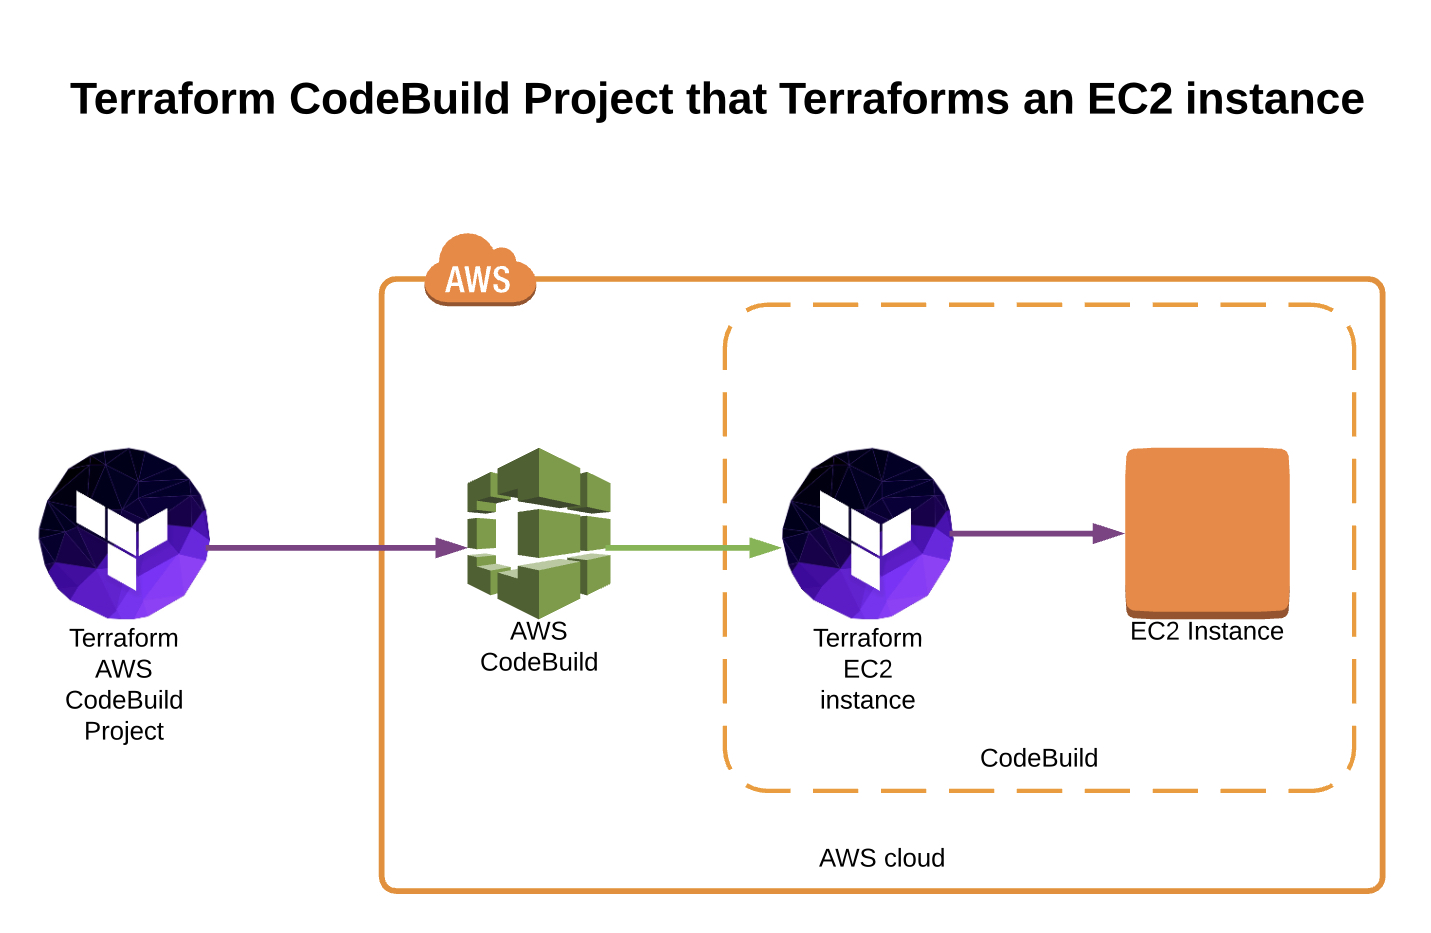 Terraform CodeBuild Project that Terraforms an EC2 instance
AWS
Terraform
AWS
CodeBuild
Project
AWS
CodeBuild
Terraform
EC2
instance
EC2 Instance
CodeBuild
AWS cloud